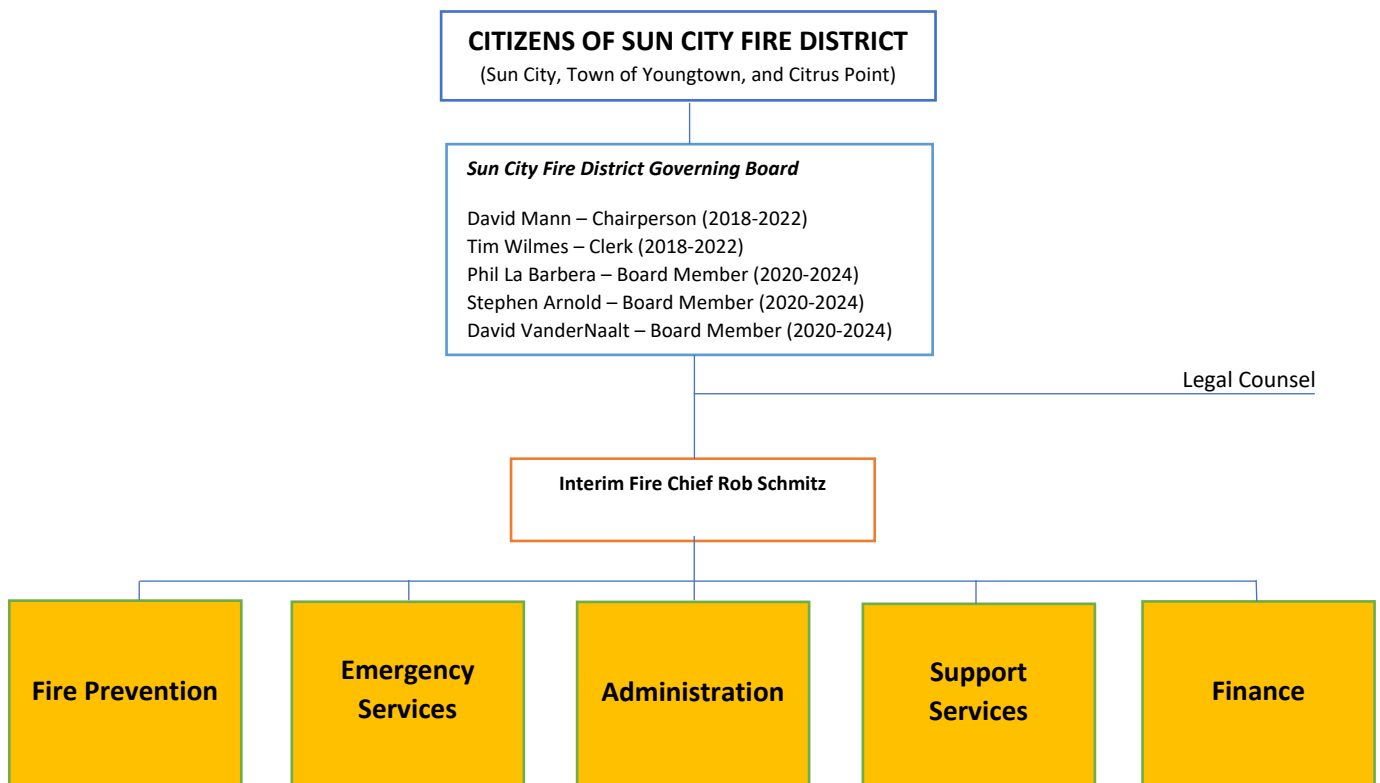 CITIZENS OF SUN CITY FIRE DISTRICT
(Sun City, Town of Youngtown, and Citrus Point)
Sun City Fire District Governing Board
David Mann – Chairperson (2018-2022)
Tim Wilmes – Clerk (2018-2022)
Phil La Barbera – Board Member (2020-2024)
Stephen Arnold – Board Member (2020-2024)
David VanderNaalt – Board Member (2020-2024)
Legal Counsel
Interim Fire Chief Rob Schmitz
Fire Prevention
Emergency
Services
Administration
Support
Services
Finance